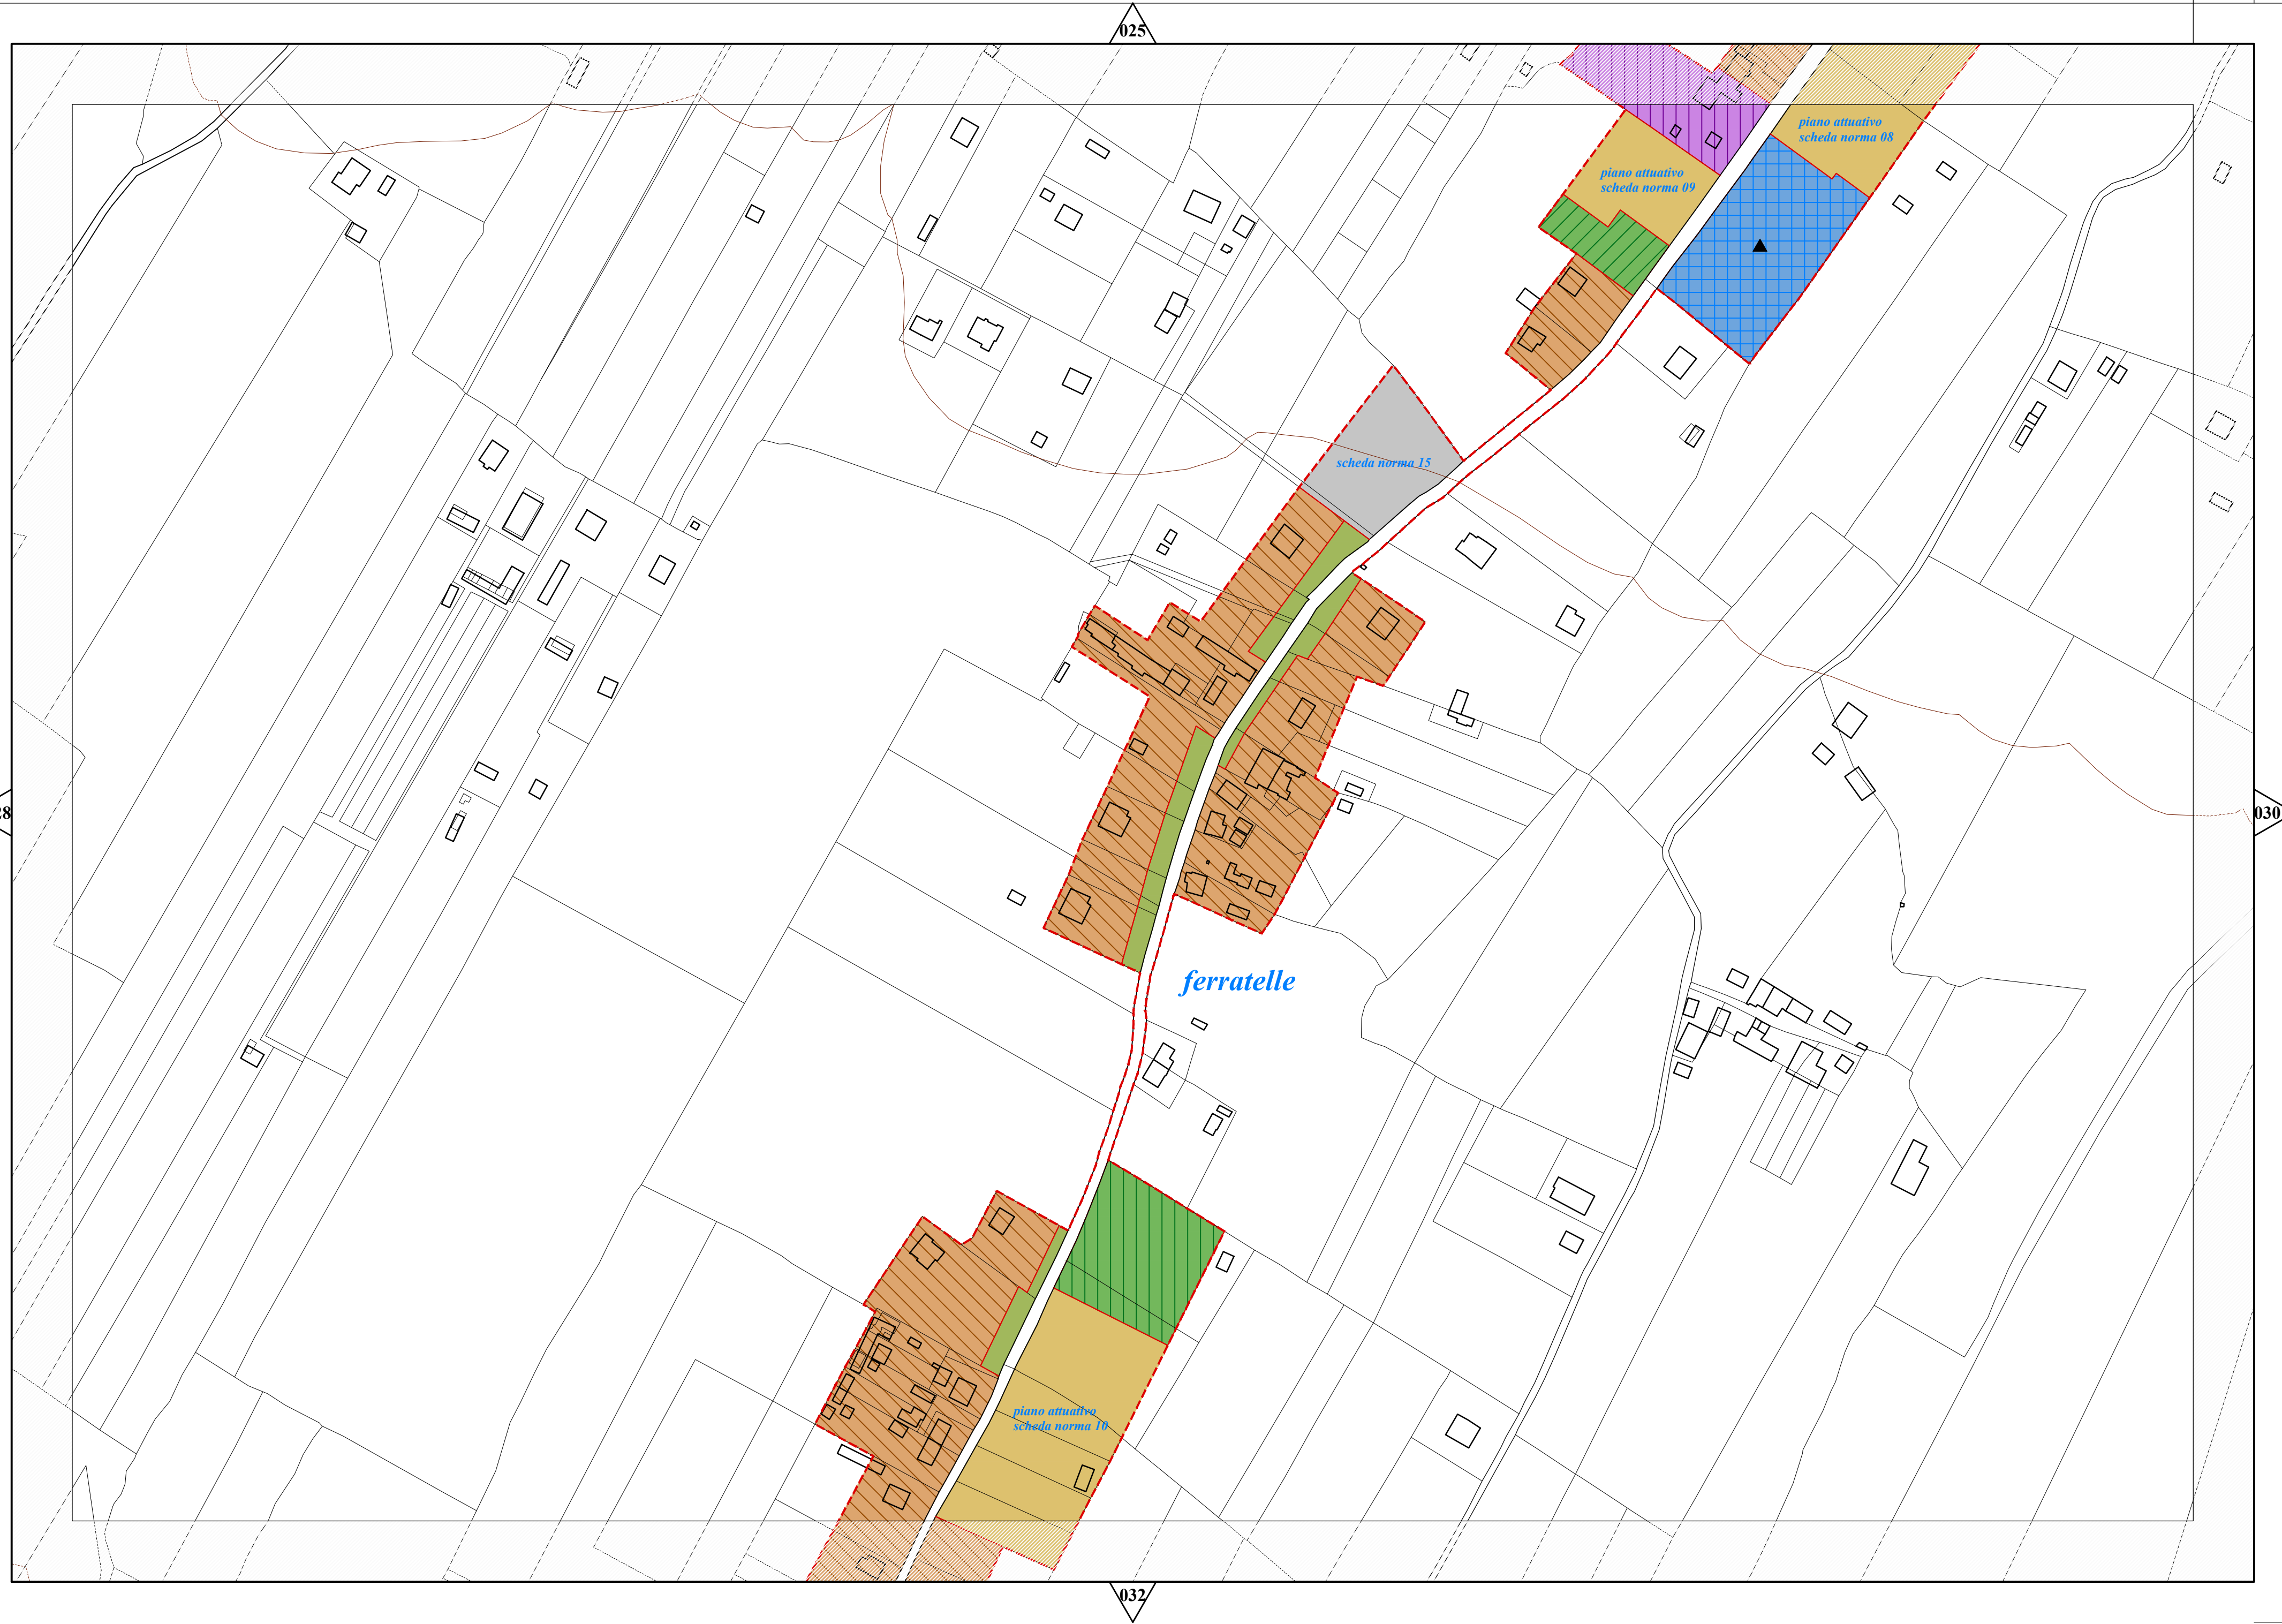 025
piano attuativo
scheda norma 08
piano attuativo
scheda norma 09
scheda norma 15
28
030
ferratelle
piano attuativo
scheda norma 10
032